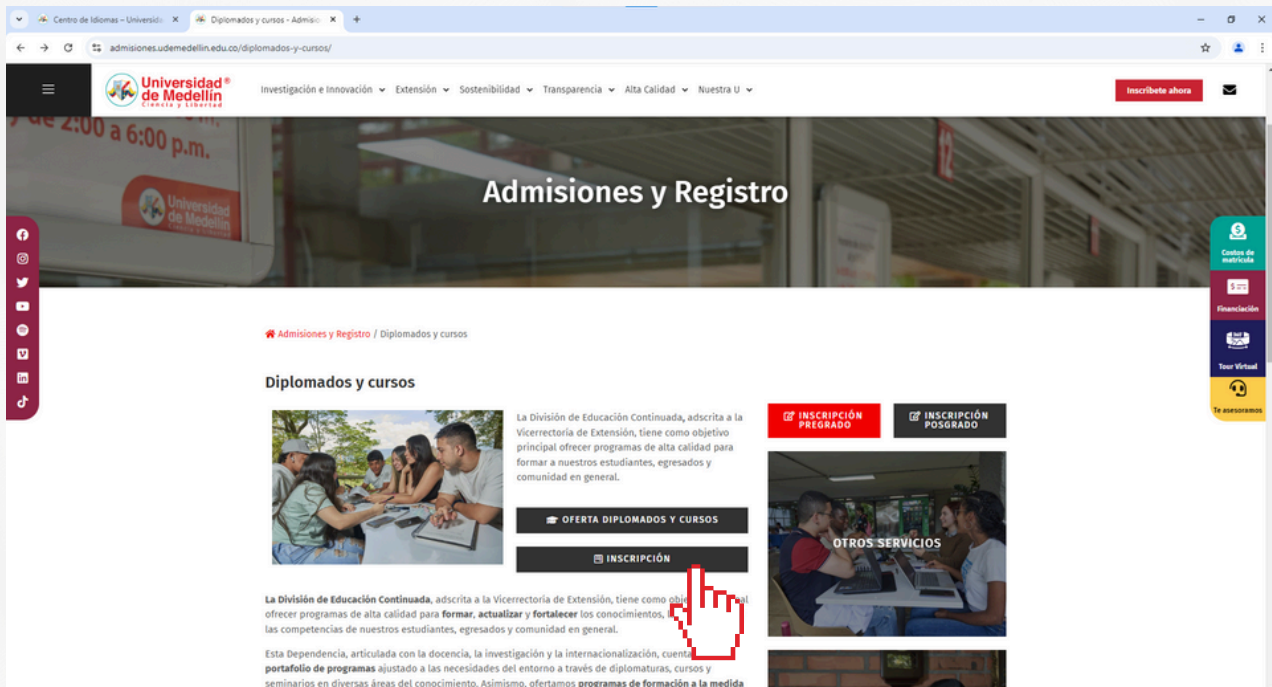 Centro de Idiomas – Universid
Diplomados y cursos - Admisio
admisiones.udemedellin.edu.co/diplomados-y-cursos/
Universidad®
de Medellín
Ciencia y Libertad
Investigación e Innovación
Extensión
Sostenibilidad
Transparencia
Alta Calidad
Nuestra U
Inscríbete ahora
de 2:00 a 6:00 p.m.
Universidad
de Medellín
12
Admisiones y Registro
Costos de
matrícula
Financiación
Tour Virtual
Te asesoramos
Admisiones y Registro / Diplomados y cursos
Diplomados y cursos
La División de Educación Continuada, adscrita a la
Vicerrectoría de Extensión, tiene como objetivo
principal ofrecer programas de alta calidad para
formar a nuestros estudiantes, egresados y
comunidad en general.
OFERTA DIPLOMADOS Y CURSOS
INSCRIPCIÓN
INSCRIPCIÓN
PREGRADO
INSCRIPCIÓN
POSGRADO
OTROS SERVICIOS
La División de Educación Continuada, adscrita a la Vicerrectoría de Extensión, tiene como obje al
ofrecer programas de alta calidad para formar, actualizar y fortalecer los conocimientos,
las competencias de nuestros estudiantes, egresados y comunidad en general.
Esta Dependencia, articulada con la docencia, la investigación y la internacionalización, cuenta
portafolio de programas ajustado a las necesidades del entorno a través de diplomaturas, cursos y
seminarios en diversas áreas del conocimiento. Asimismo, ofertamos programas de formación a la medida